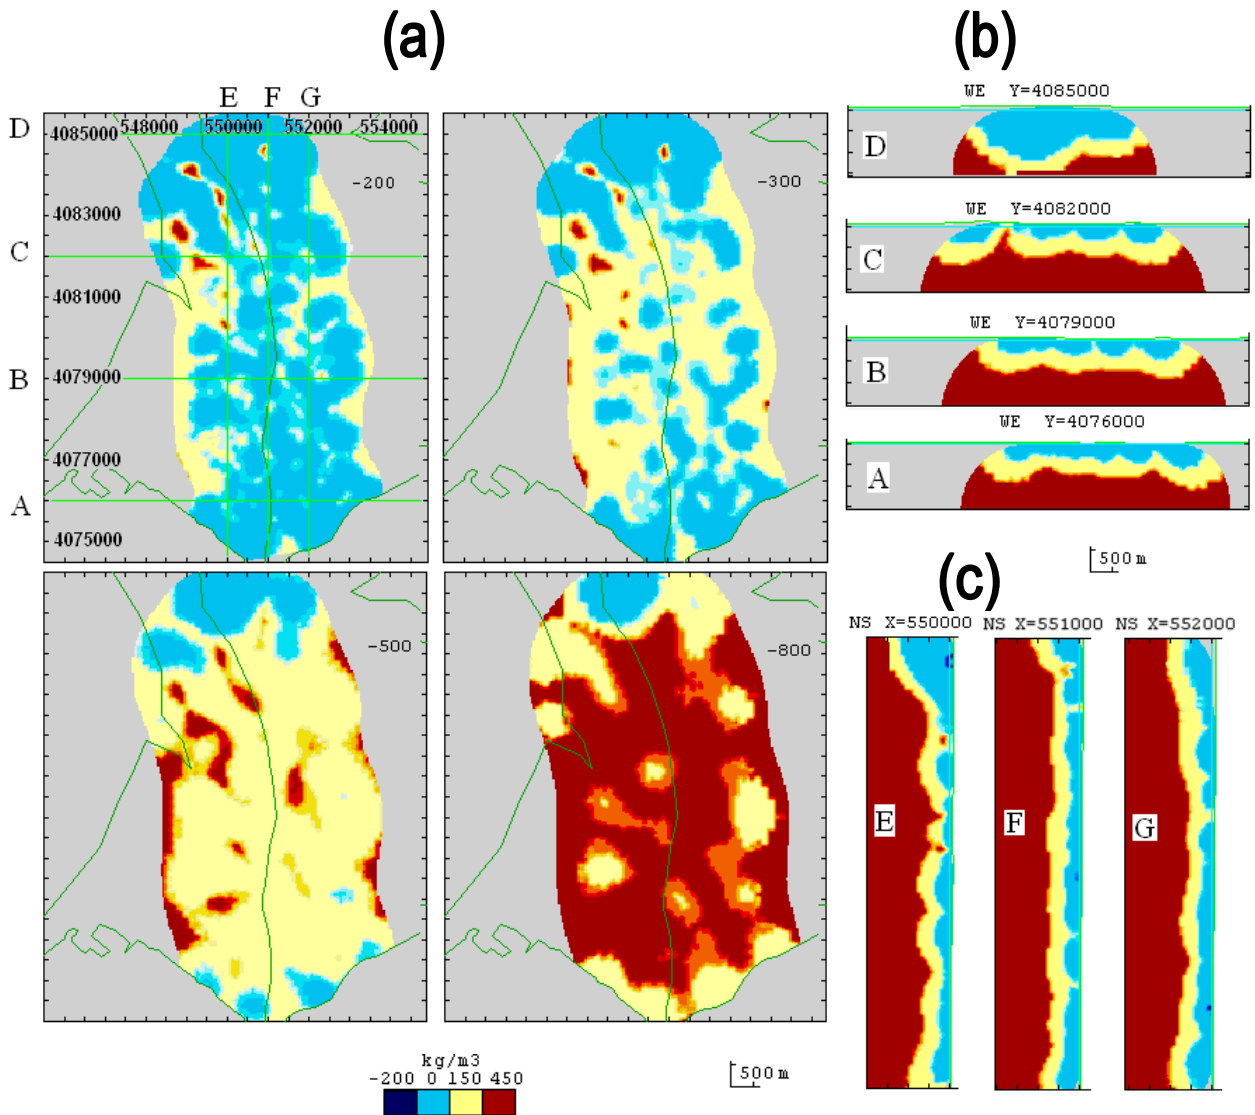 (a)
(b)
E F G
D
548000 550000 552000 554000
4085000
-200
4083000
C
4081000
B
4079000
4077000
A
4075000
-300
WE Y=4085000
D
WE Y=4082000
C
WE Y=4079000
B
WE Y=4076000
A
500 m
-500
-800
(c)
NS X=550000 NS X=551000 NS X=552000
E
F
G
kg/m3
-200 0 150 450
500 m